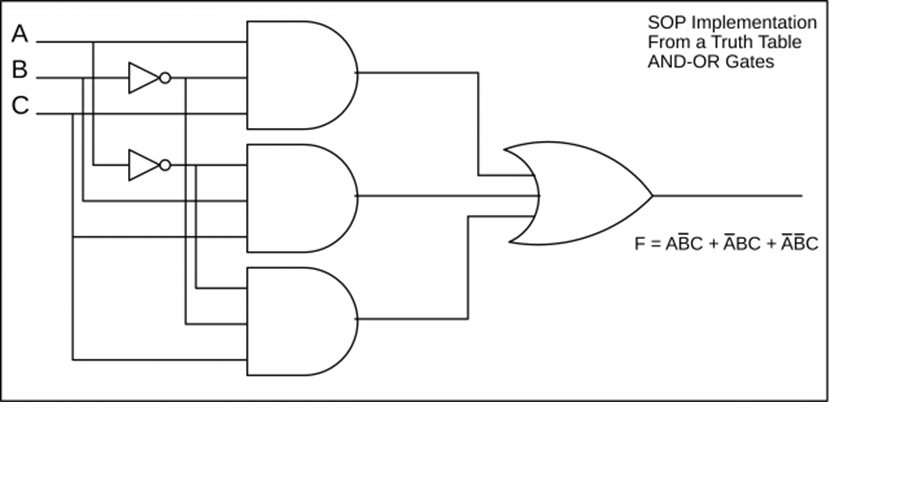 A
B
C
SOP Implementation
From a Truth Table
AND-OR Gates
F = AB̅C + A̅BC + A̅B̅C